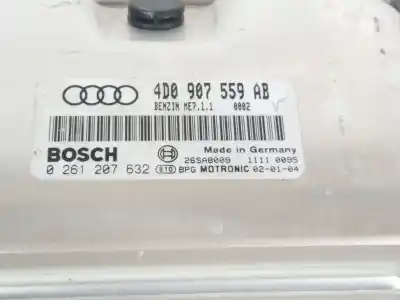 4D0 907 559 AB
BENZIN ME7.1.1 0002
BOSCH
Made in Germany
26SA8009 1111 0095
0 261 207 632 BPG MOTRONIC 02-01-04